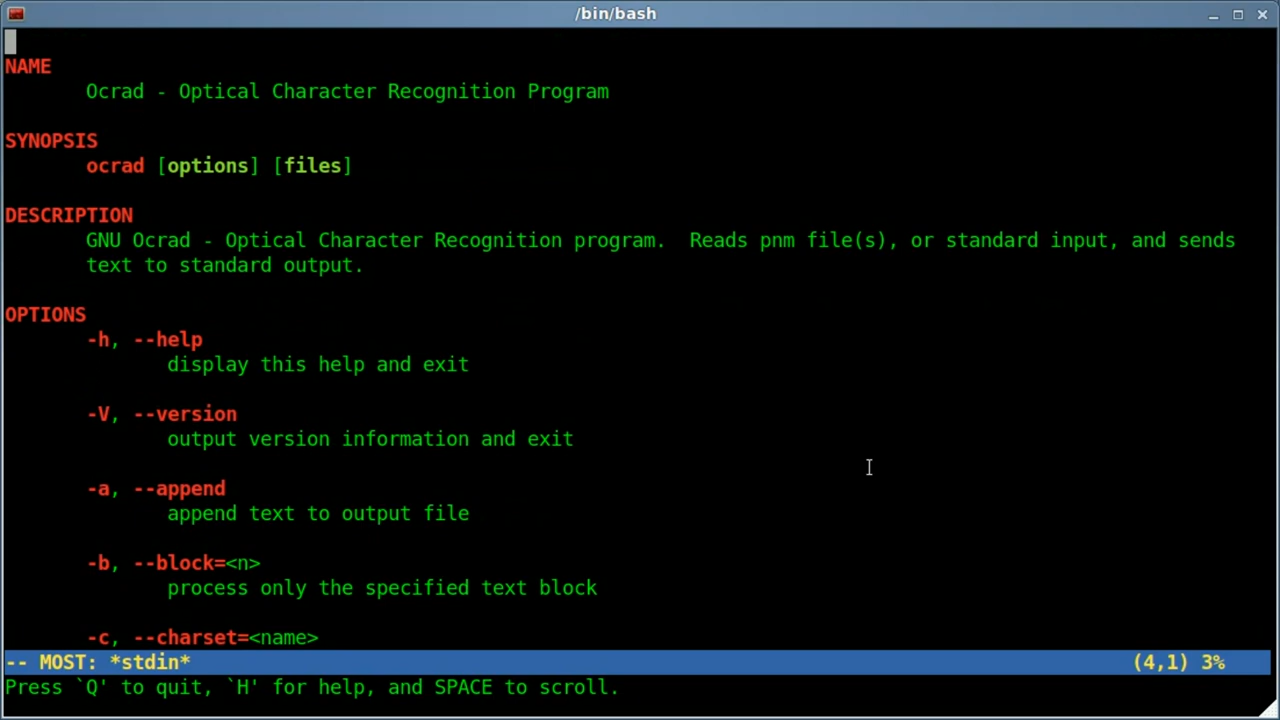 /bin/bash
NAME
Ocrad - Optical Character Recognition Program
SYNOPSIS
ocrad [options] [files]
DESCRIPTION
GNU Ocrad - Optical Character Recognition program.  Reads pnm file(s), or standard input, and sends
text to standard output.
OPTIONS
-h, --help
display this help and exit
-V, --version
output version information and exit
-a, --append
append text to output file
-b, --block=<n>
process only the specified text block
-c, --charset=<name>
-- MOST: *stdin* (4,1) 3%
Press `Q' to quit, `H' for help, and SPACE to scroll.